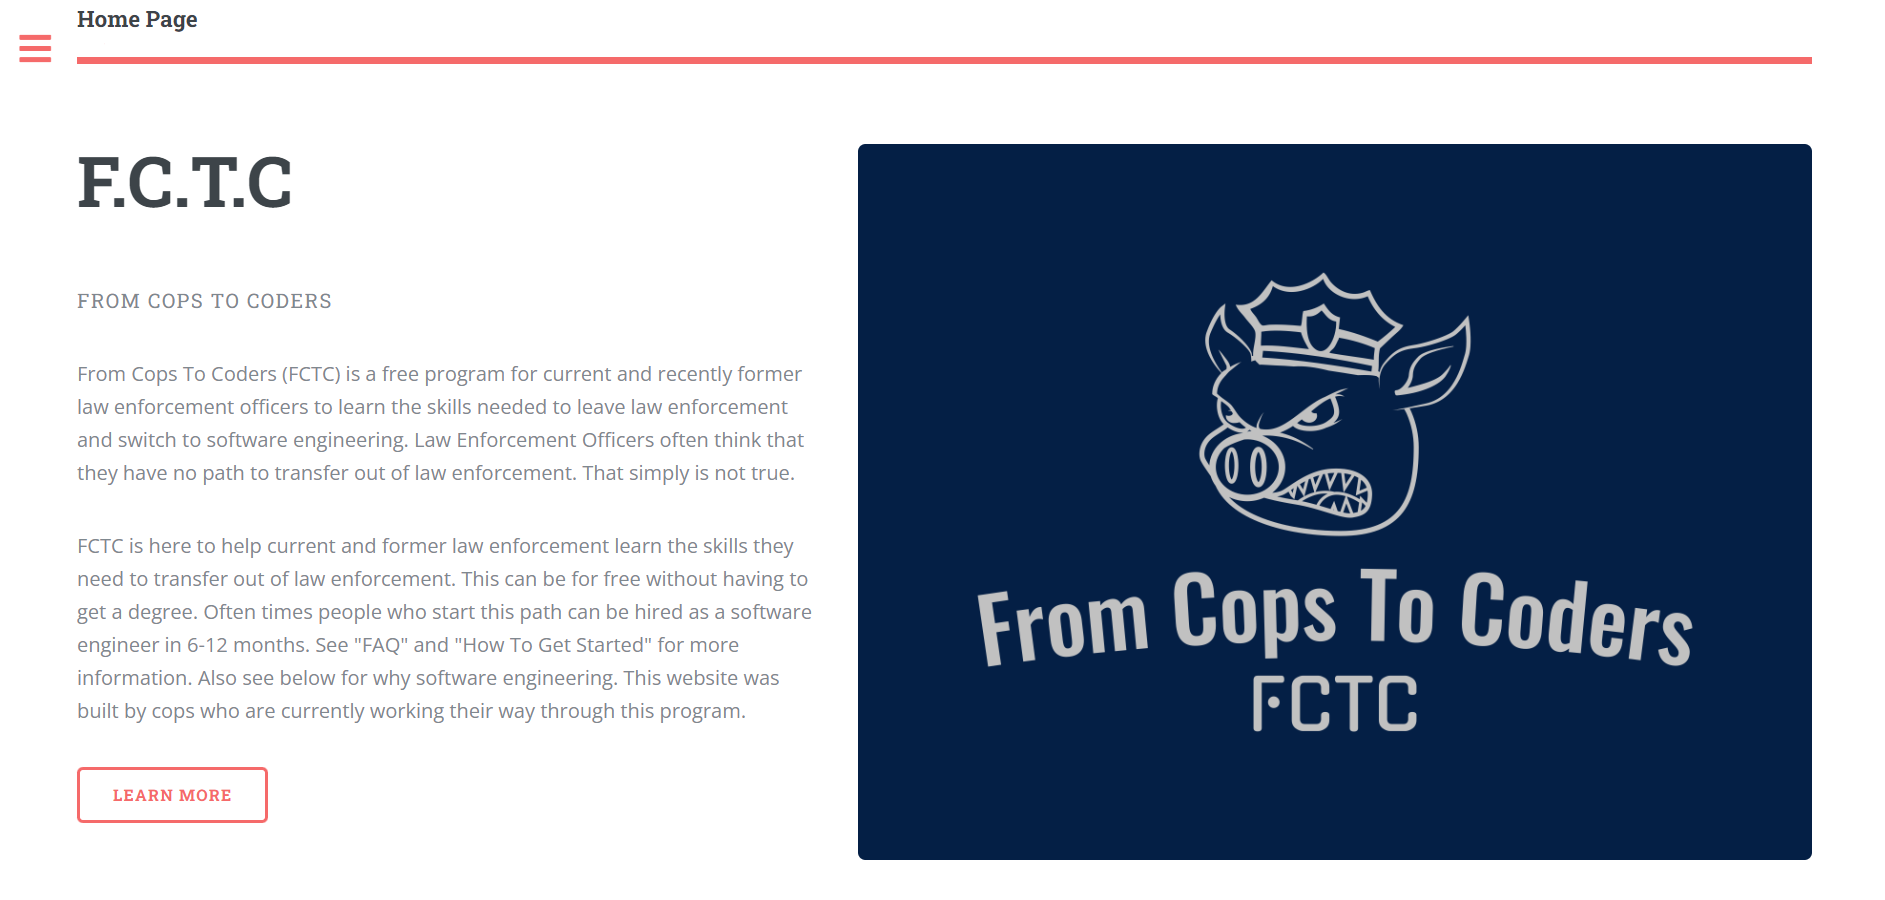 Home Page
F.C.T.C
FROM COPS TO CODERS
From Cops To Coders (FCTC) is a free program for current and recently former
law enforcement officers to learn the skills needed to leave law enforcement
and switch to software engineering. Law Enforcement Officers often think that
they have no path to transfer out of law enforcement. That simply is not true.
FCTC is here to help current and former law enforcement learn the skills they
need to transfer out of law enforcement. This can be for free without having to
get a degree. Often times people who start this path can be hired as a software
engineer in 6-12 months. See "FAQ" and "How To Get Started" for more
information. Also see below for why software engineering. This website was
built by cops who are currently working their way through this program.
LEARN MORE
From Cops To Coders
FCTC